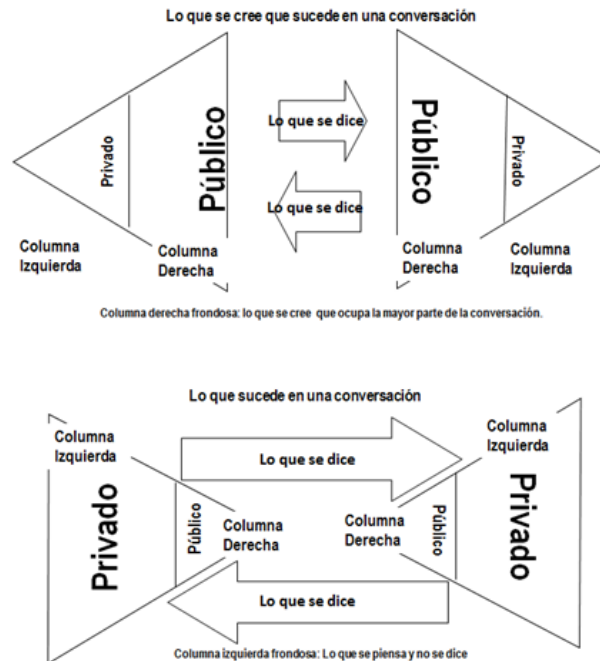 Lo que se cree que sucede en una conversación
Privado
Público
Lo que se dice
Lo que se dice
Público
Privado
Columna
Izquierda
Columna
Derecha
Columna
Derecha
Columna
Izquierda
Columna derecha frondosa: lo que se cree que ocupa la mayor parte de la conversación.
Lo que sucede en una conversación
Columna
Izquierda
Privado
Público
Columna
Derecha
Lo que se dice
Lo que se dice
Columna
Izquierda
Columna
Derecha
Público
Privado
Columna izquierda frondosa: Lo que se piensa y no se dice